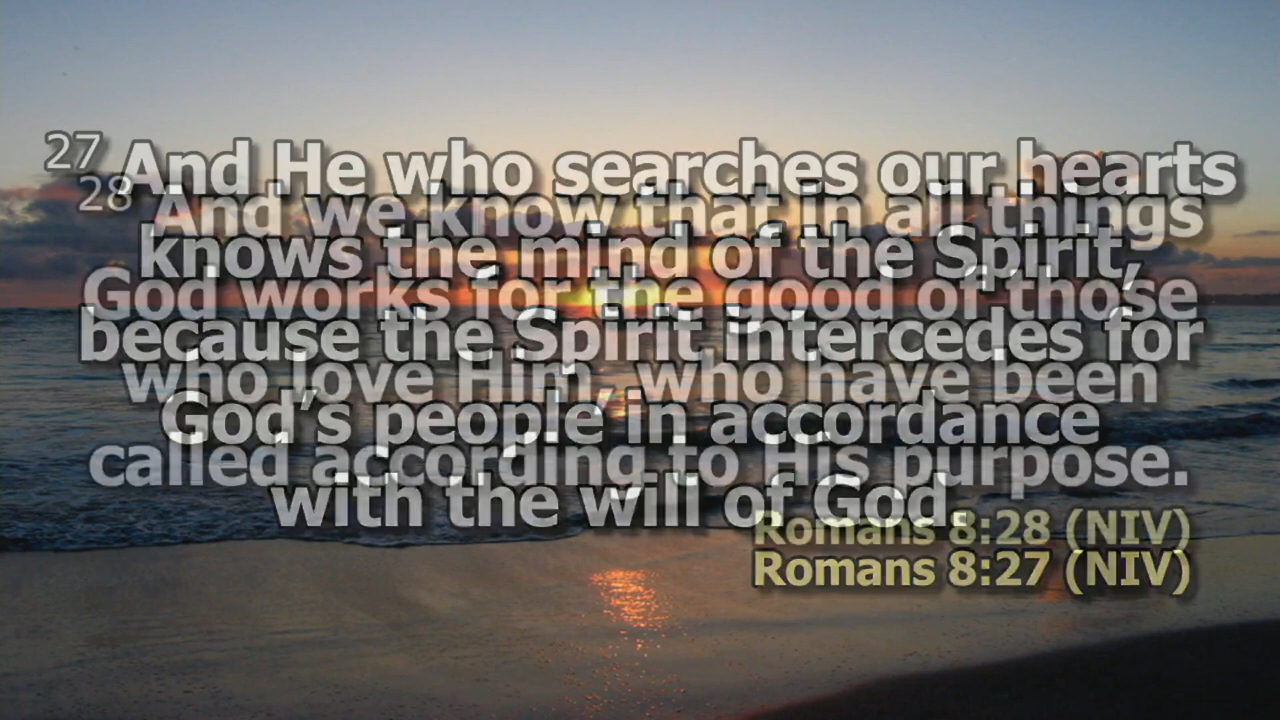 27 And He who searches our hearts
knows the mind of the Spirit,
because the Spirit intercedes for
God’s people in accordance
with the will of God.
Romans 8:27 (NIV)
28 And we know that in all things
God works for the good of those
who love Him, who have been
called according to His purpose.
Romans 8:28 (NIV)